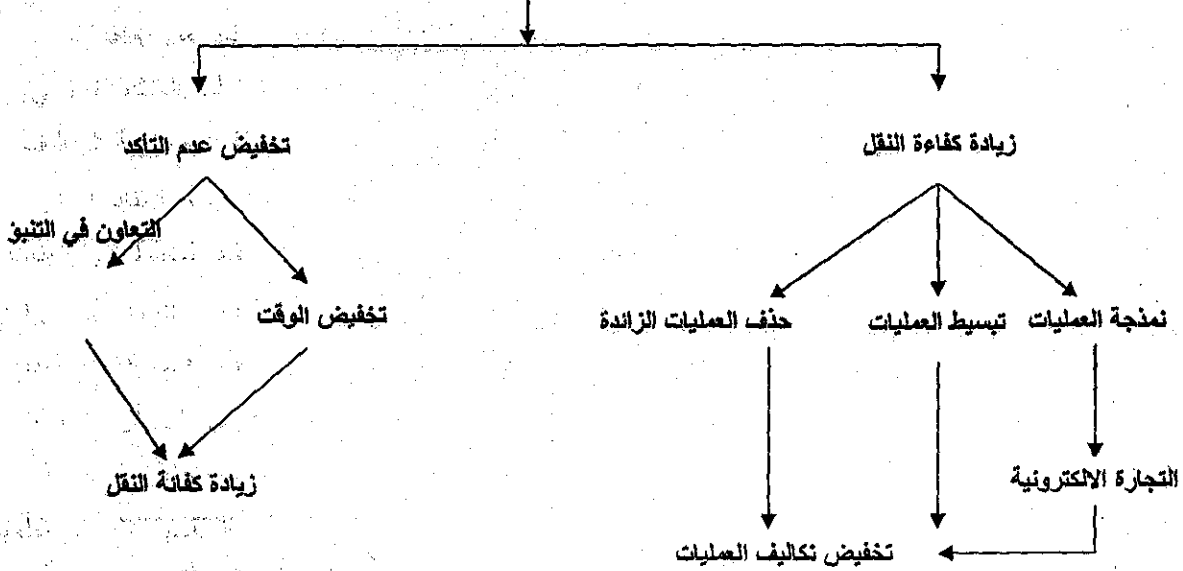 زيادة كفاءة النقل
تخفيض عدم التأكد
التعاون في التنبؤ
نمذجة العمليات
تبسيط العمليات
حذف العمليات الزائدة
تخفيض الوقت
التجارة الالكترونية
زيادة كفائة النقل
تخفيض تكاليف العمليات